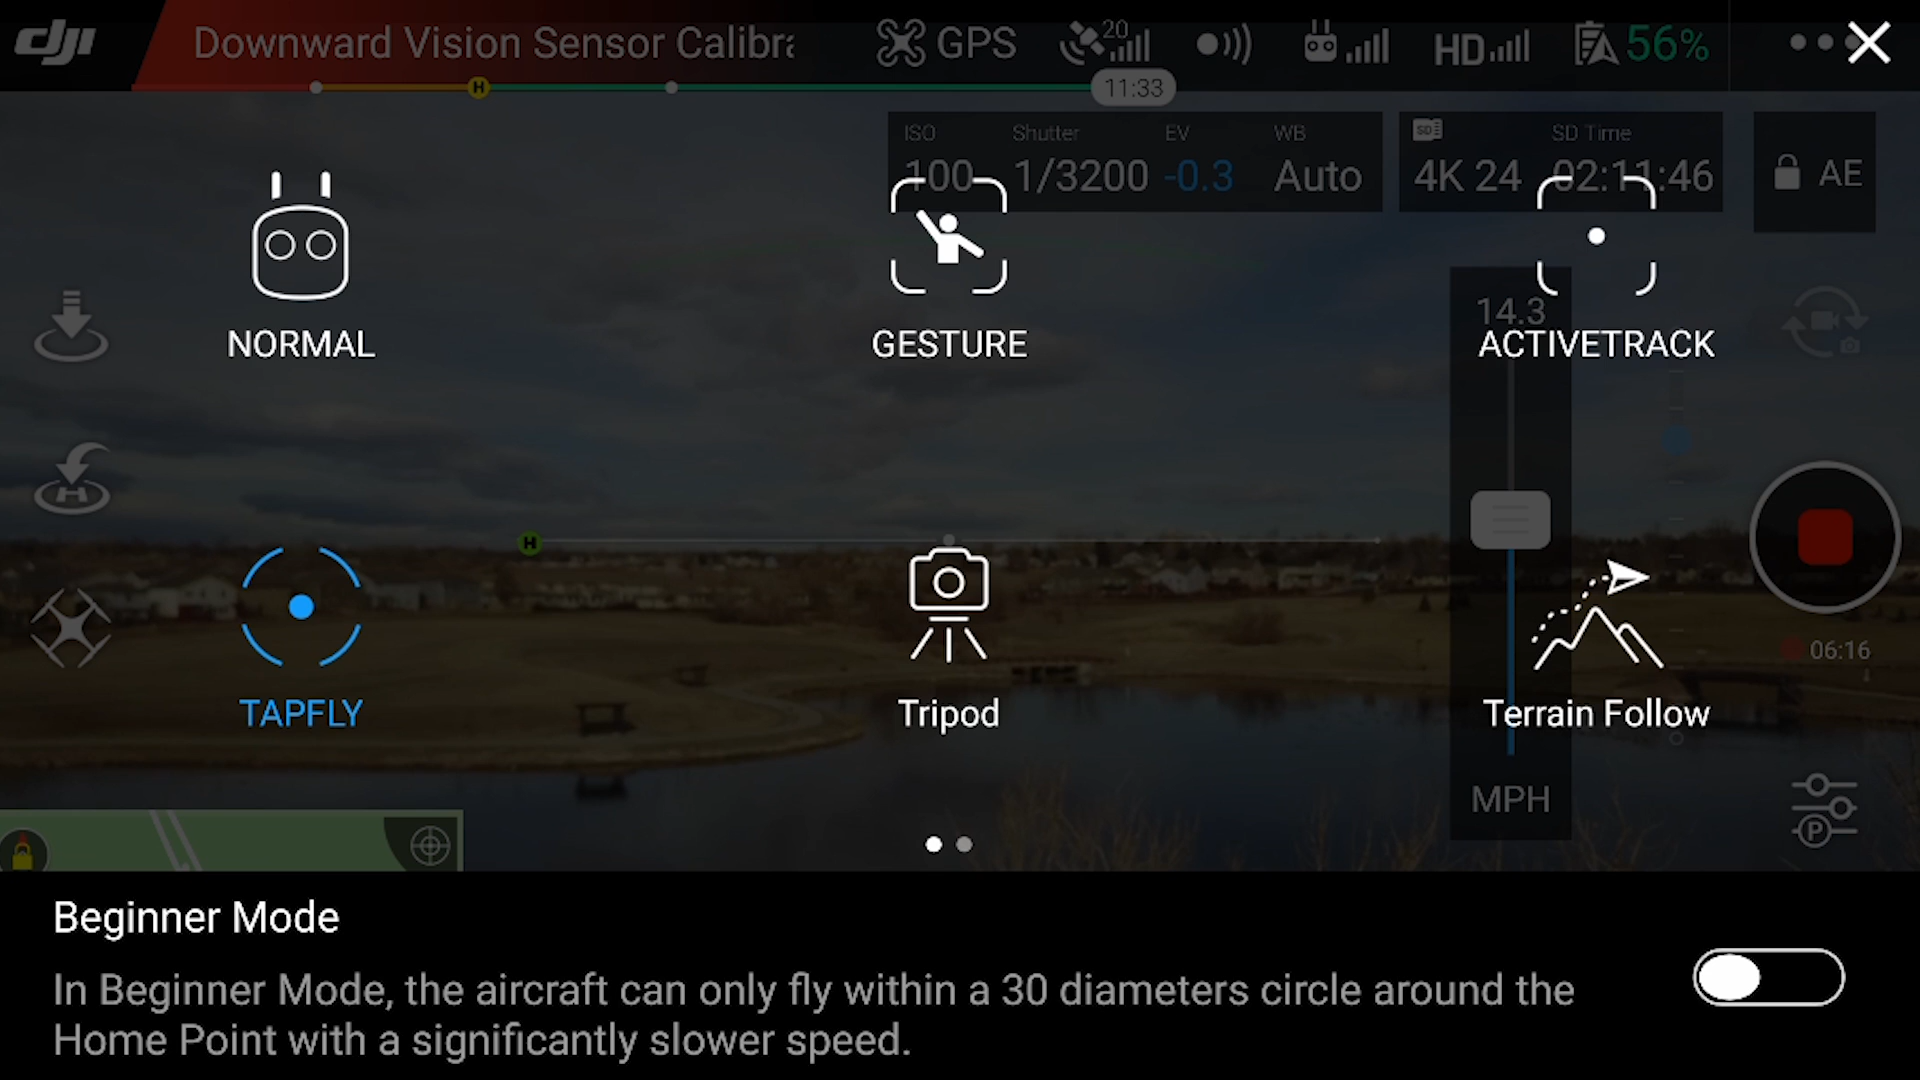 dji
Downward Vision Sensor Calibra
GPS
20
HD
56%
H
11:33
ISO
100
Shutter
1/3200
EV
-0.3
WB
Auto
SD
4K 24
SD Time
02:11:46
AE
NORMAL
GESTURE
14.3
ACTIVETRACK
H
H
06:16
TAPFLY
Tripod
Terrain Follow
MPH
P
Beginner Mode
In Beginner Mode, the aircraft can only fly within a 30 diameters circle around the
Home Point with a significantly slower speed.